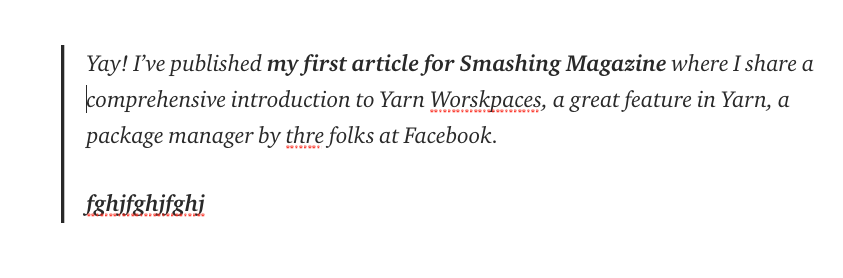 Yay! I’ve published my first article for Smashing Magazine where I share a
comprehensive introduction to Yarn Worskpaces, a great feature in Yarn, a
package manager by thre folks at Facebook.
fghjfghjfghj